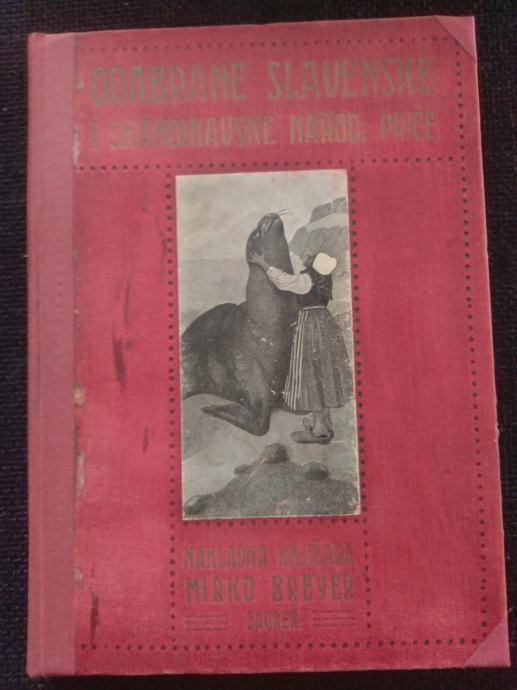 ODABRANE SLAVENSKE
I SKANDINAVSKE NAROD. PRIČE
NAKLADNA KNJIŽARA
MIRKO BREYER
ZAGREB